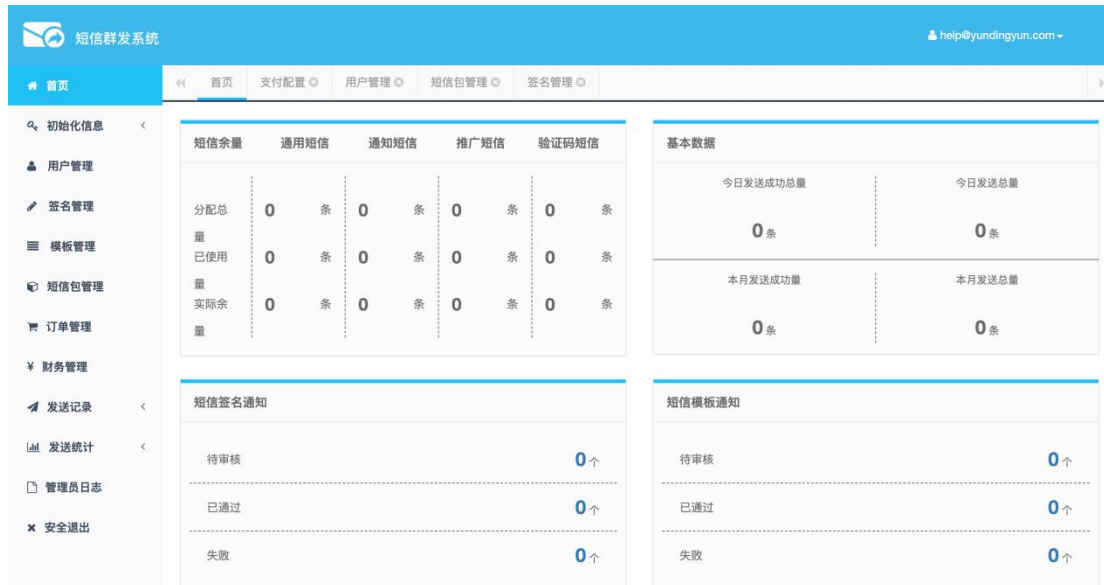 短信群发系统
help@yundingyun.com
首页
初始化信息
用户管理
签名管理
模板管理
短信包管理
订单管理
¥ 财务管理
发送记录
发送统计
管理员日志
安全退出
首页 支付配置 用户管理 短信包管理 签名管理
短信余量 通用短信 通知短信 推广短信 验证码短信
分配总量 0 条 0 条 0 条 0 条
已使用量 0 条 0 条 0 条 0 条
实际余量 0 条 0 条 0 条 0 条
基本数据
今日发送成功总量 今日发送总量
0 条 0 条
本月发送成功量 本月发送总量
0 条 0 条
短信签名通知
待审核 0 个
已通过 0 个
失败 0 个
短信模板通知
待审核 0 个
已通过 0 个
失败 0 个